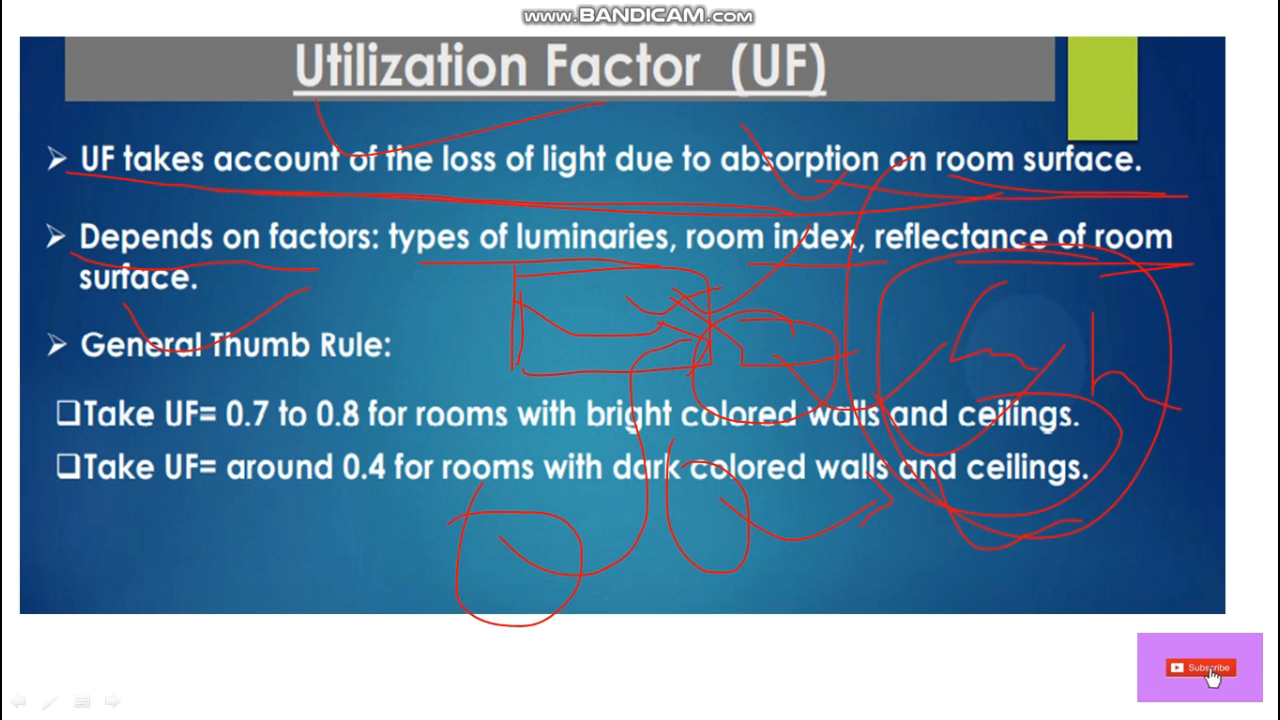 www.BANDICAM.com
Utilization Factor (UF)
➢ UF takes account of the loss of light due to absorption on room surface.
➢ Depends on factors: types of luminaries, room index, reflectance of room
surface.
➢ General Thumb Rule:
❑Take UF= 0.7 to 0.8 for rooms with bright colored walls and ceilings.
❑Take UF= around 0.4 for rooms with dark colored walls and ceilings.
Subscribe